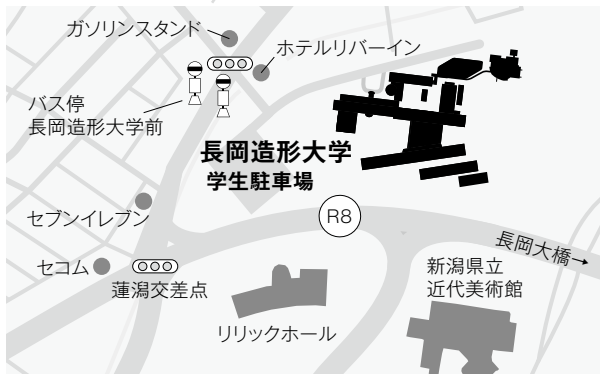 ガソリンスタンド
ホテルリバーイン
バス停
長岡造形大学前
長岡造形大学
学生駐車場
セブンイレブン
R8
長岡大橋→
セコム
蓮潟交差点
新潟県立
近代美術館
リリックホール